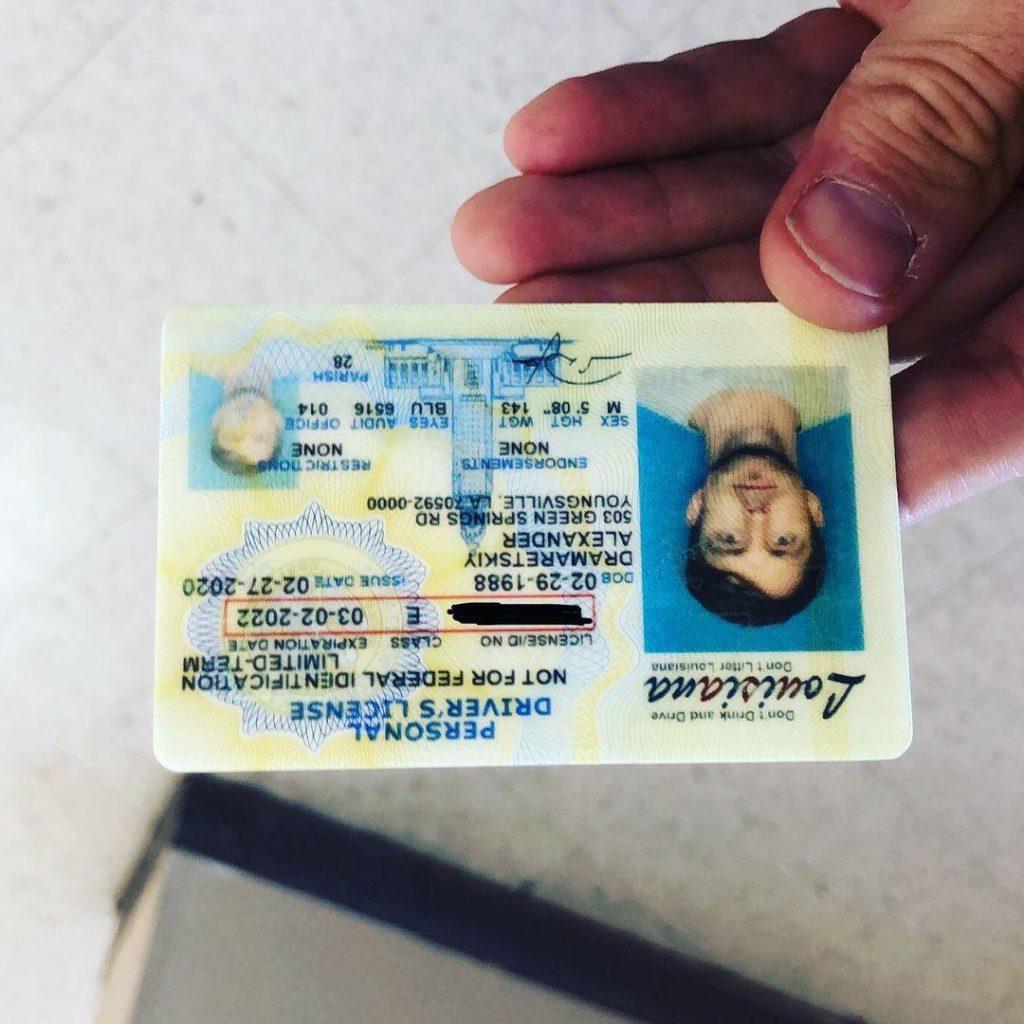 PERSONAL
DRIVER'S LICENSE
Don't Drink and Drive
Louisiana
Don't Litter Louisiana
NOT FOR FEDERAL IDENTIFICATION
LIMITED-TERM
LICENSE/ID NO CLASS EXPIRATION DATE
E 03-02-2022
DOB 02-29-1988 ISSUE DATE 02-27-2020
DRAMARETSKIY
ALEXANDER
503 GREEN SPRINGS RD
YOUNGSVILLE, LA 70592-0000
ENDORSEMENTS RESTRICTIONS
NONE NONE
SEX HGT WGT EYES AUDIT OFFICE
M 5' 08" 143 BLU 6516 014
PARISH
28